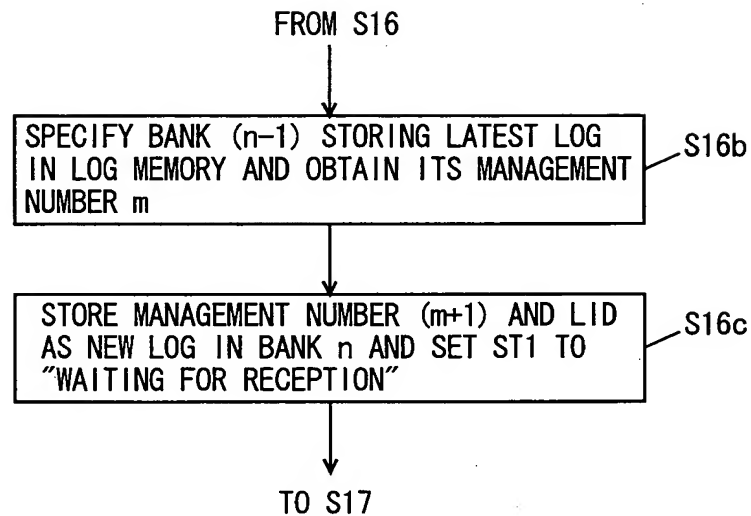 FROM S16
SPECIFY BANK (n-1) STORING LATEST LOG
IN LOG MEMORY AND OBTAIN ITS MANAGEMENT
NUMBER m
S16b
STORE MANAGEMENT NUMBER (m+1) AND LID
AS NEW LOG IN BANK n AND SET ST1 TO
"WAITING FOR RECEPTION"
S16c
TO S17